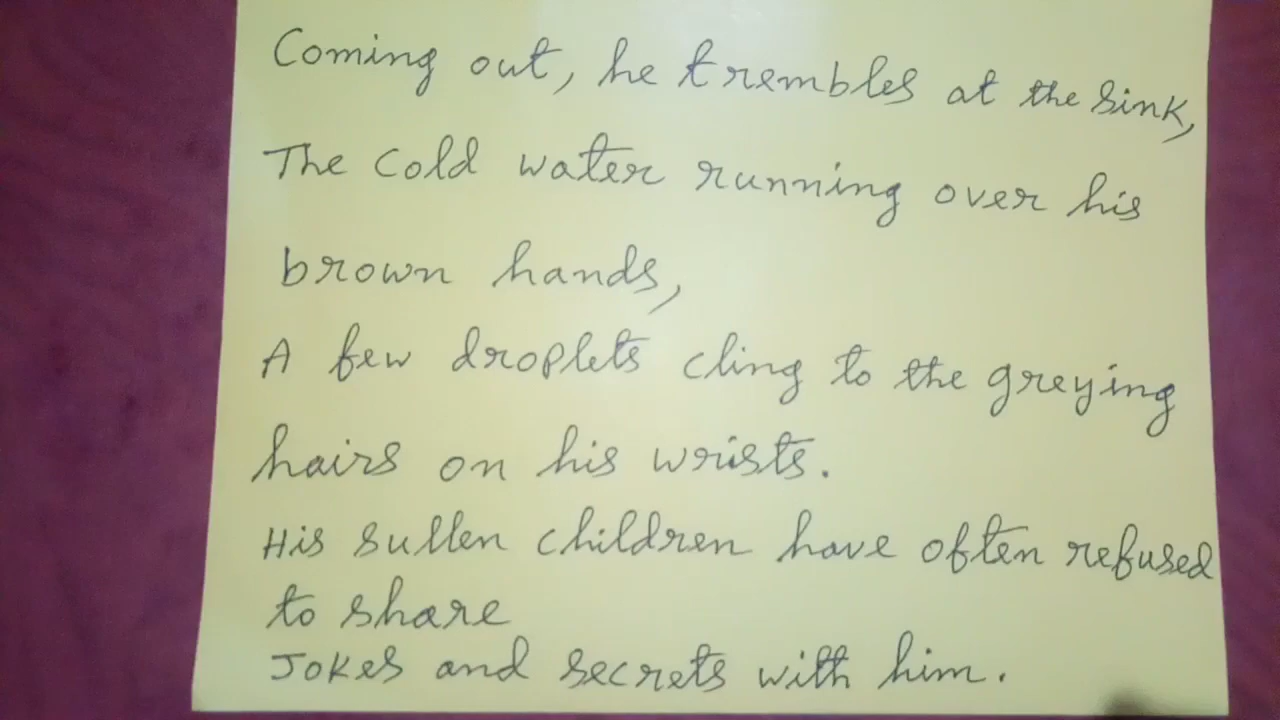 Coming out, he trembles at the sink,
The cold water running over his
brown hands,
A few droplets cling to the greying
hairs on his wrists.
His sullen children have often refused
to share
Jokes and secrets with him.